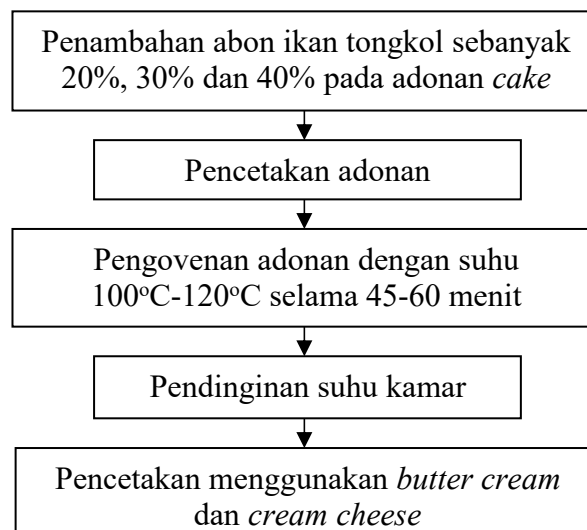 Penambahan abon ikan tongkol sebanyak
20%, 30% dan 40% pada adonan cake
Pencetakan adonan
Pengovenan adonan dengan suhu
100°C-120°C selama 45-60 menit
Pendinginan suhu kamar
Pencetakan menggunakan butter cream
dan cream cheese